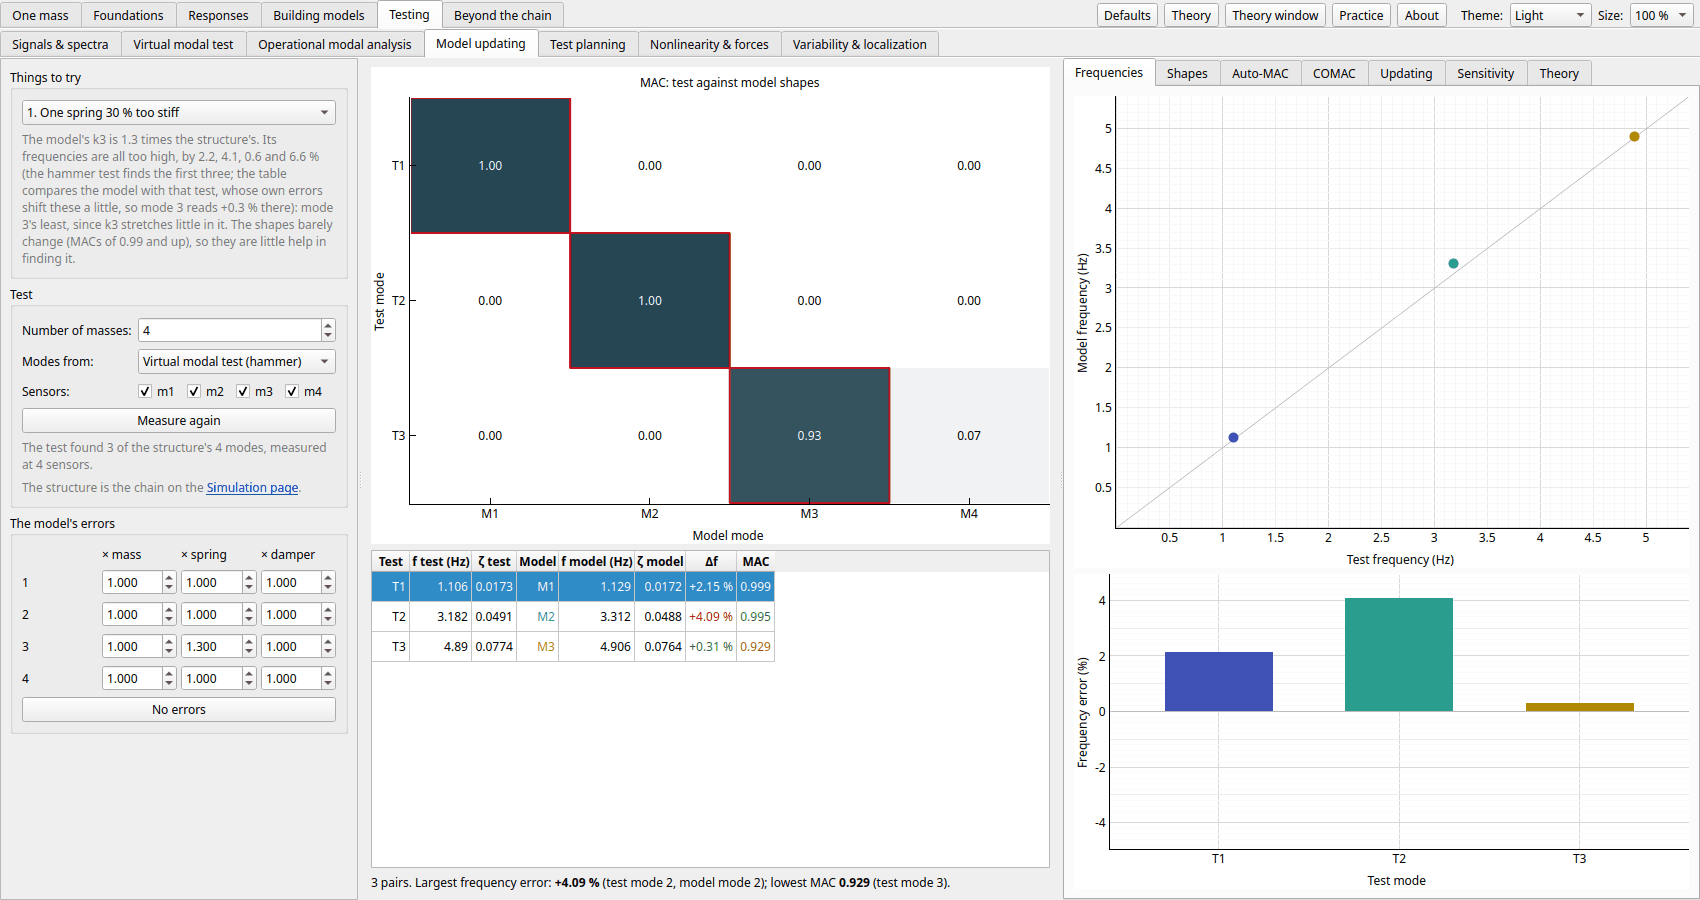 One mass Foundations Responses Building models Testing Beyond the chain Defaults Theory Theory window Practice About Theme: Light Size: 100 %
Signals & spectra Virtual modal test Operational modal analysis Model updating Test planning Nonlinearity & forces Variability & localization
Things to try
1. One spring 30 % too stiff
The model's k3 is 1.3 times the structure's. Its
frequencies are all too high, by 2.2, 4.1, 0.6 and 6.6 %
(the hammer test finds the first three; the table
compares the model with that test, whose own errors
shift these a little, so mode 3 reads +0.3 % there): mode
3's least, since k3 stretches little in it. The shapes barely
change (MACs of 0.99 and up), so they are little help in
finding it.
Test
Number of masses: 4
Modes from: Virtual modal test (hammer)
Sensors: m1 m2 m3 m4
Measure again
The test found 3 of the structure's 4 modes, measured
at 4 sensors.
The structure is the chain on the Simulation page.
The model's errors
× mass × spring × damper
1 1.000 1.000 1.000
2 1.000 1.000 1.000
3 1.000 1.300 1.000
4 1.000 1.000 1.000
No errors
MAC: test against model shapes
Test mode
T1 1.00 0.00 0.00 0.00
T2 0.00 1.00 0.00 0.00
T3 0.00 0.00 0.93 0.07
M1 M2 M3 M4
Model mode
Test f test (Hz) ζ test Model f model (Hz) ζ model Δf MAC
T1 1.106 0.0173 M1 1.129 0.0172 +2.15 % 0.999
T2 3.182 0.0491 M2 3.312 0.0488 +4.09 % 0.995
T3 4.89 0.0774 M3 4.906 0.0764 +0.31 % 0.929
3 pairs. Largest frequency error: +4.09 % (test mode 2, model mode 2); lowest MAC 0.929 (test mode 3).
Frequencies Shapes Auto-MAC COMAC Updating Sensitivity Theory
Model frequency (Hz)
5
4.5
4
3.5
3
2.5
2
1.5
1
0.5
0.5 1 1.5 2 2.5 3 3.5 4 4.5 5
Test frequency (Hz)
Frequency error (%)
4
2
0
-2
-4
T1 T2 T3
Test mode